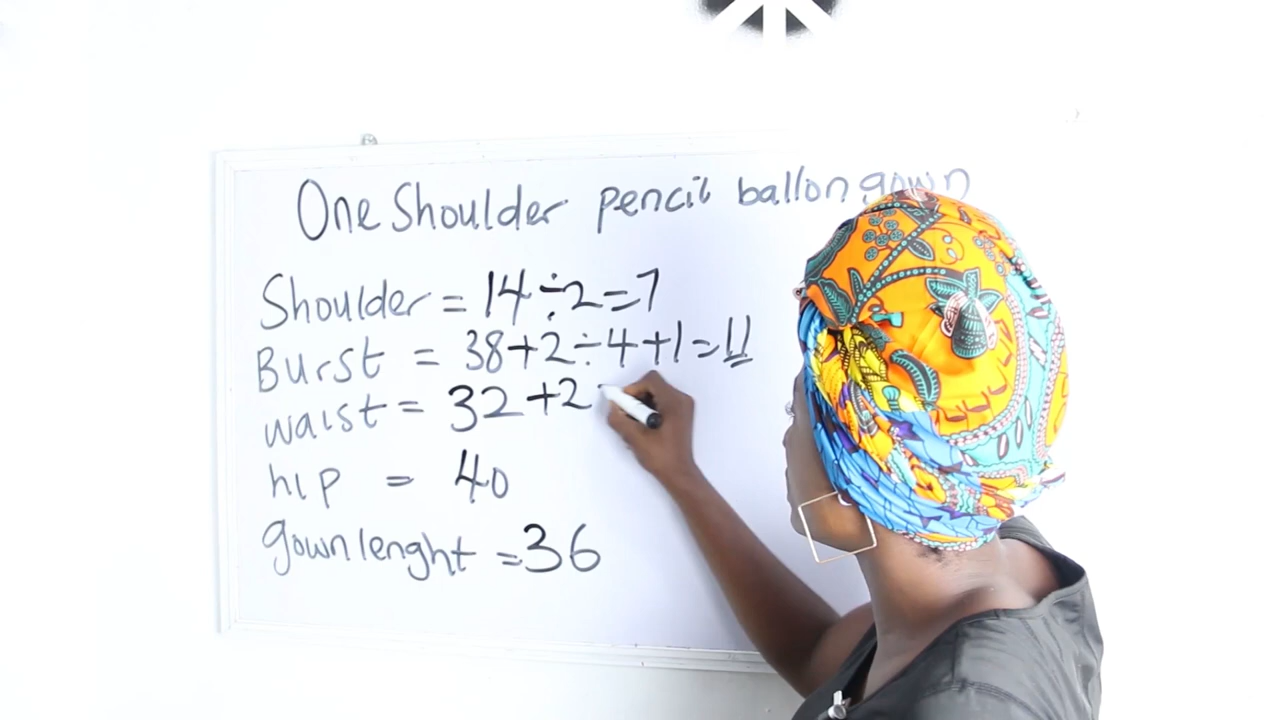 One Shoulder pencil ballon gown
Shoulder = 14÷2=7
Burst = 38+2÷4+1=11
waist = 32+2
hip = 40
gown lenght =36